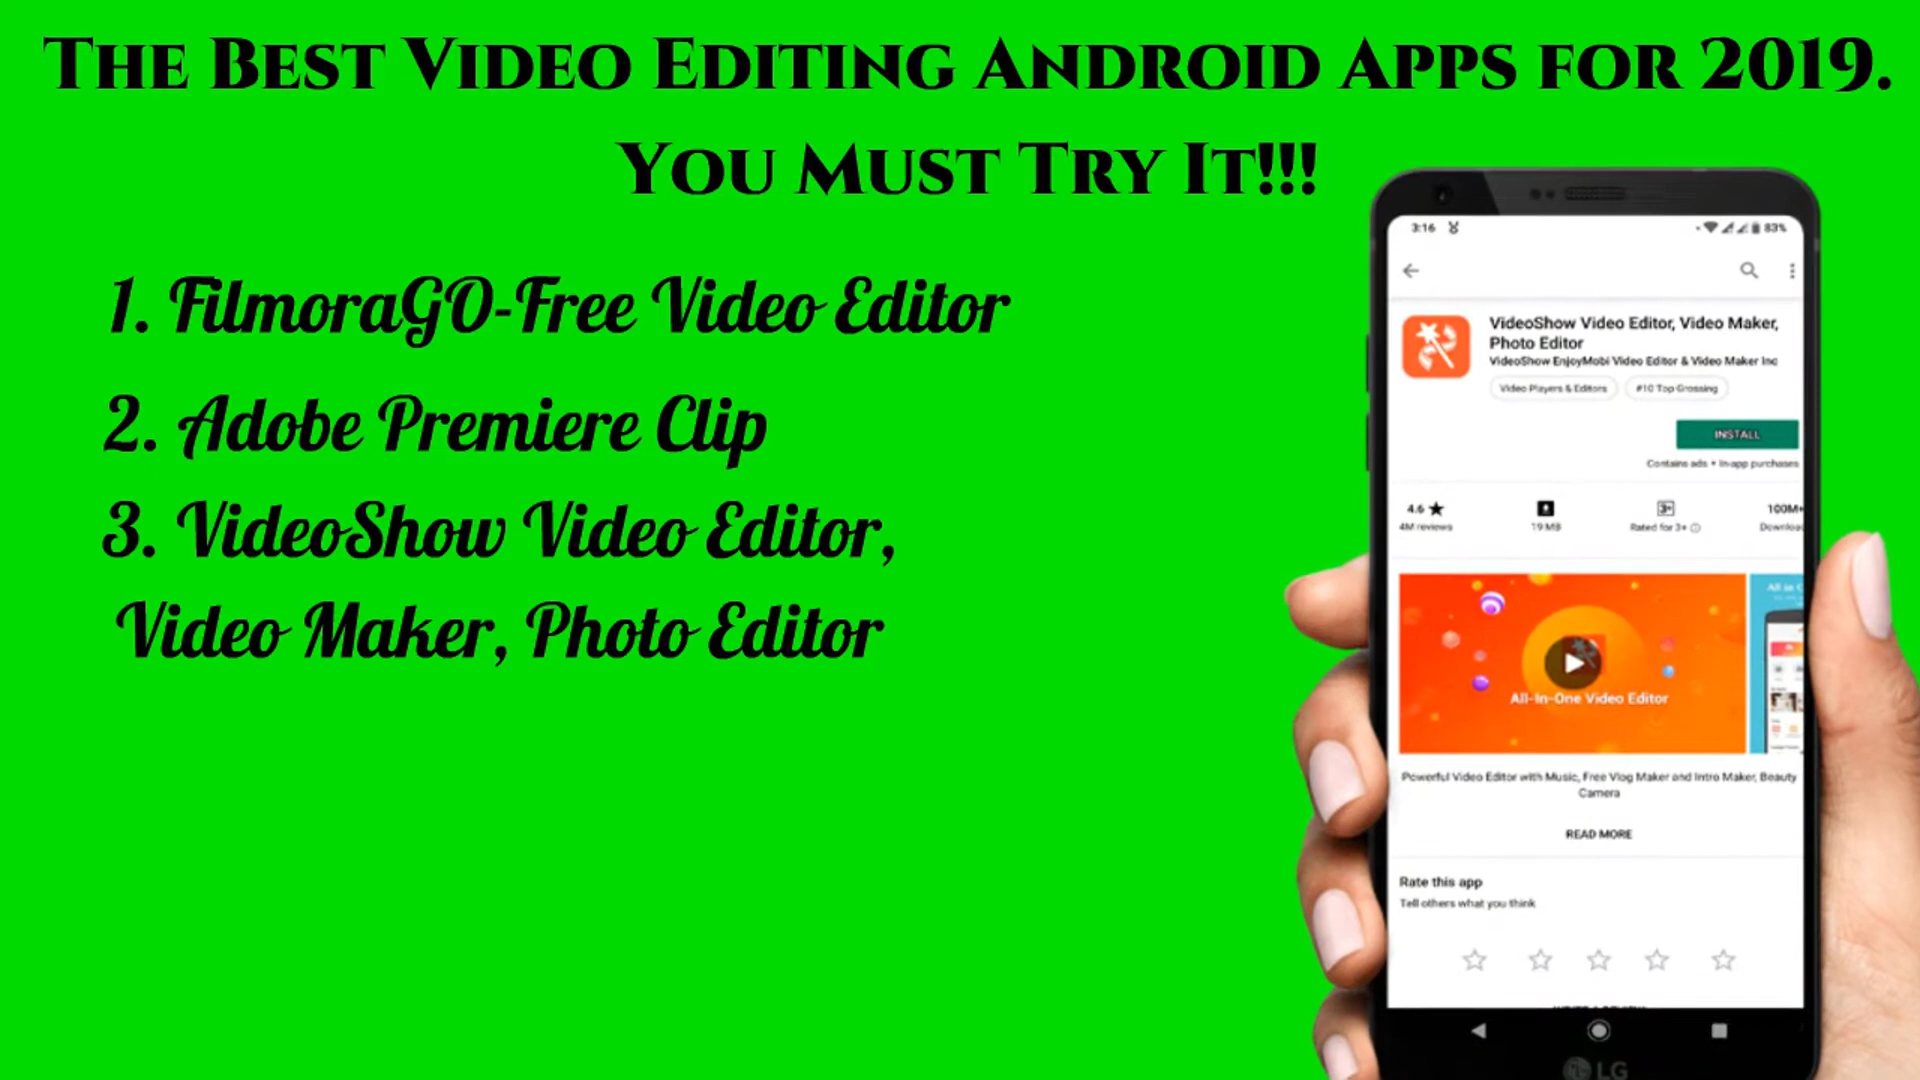 The Best Video Editing Android Apps for 2019.
You Must Try It!!!
1. FilmoraGO-Free Video Editor
2. Adobe Premiere Clip
3. VideoShow Video Editor,
Video Maker, Photo Editor
3:16 83%
VideoShow Video Editor, Video Maker,
Photo Editor
VideoShow EnjoyMobi Video Editor & Video Maker Inc
Video Players & Editors #10 Top Grossing
INSTALL
Contains ads • In-app purchases
4.6 ★ 3+ 100M+
4M reviews 19 MB Rated for 3+
All-In-One Video Editor
Powerful Video Editor with Music, Free Vlog Maker and Intro Maker, Beauty
Camera
READ MORE
Rate this app
Tell others what you think
LG